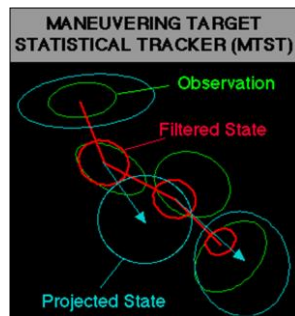 MANEUVERING TARGET
STATISTICAL TRACKER (MTST)
Observation
Filtered State
Projected State